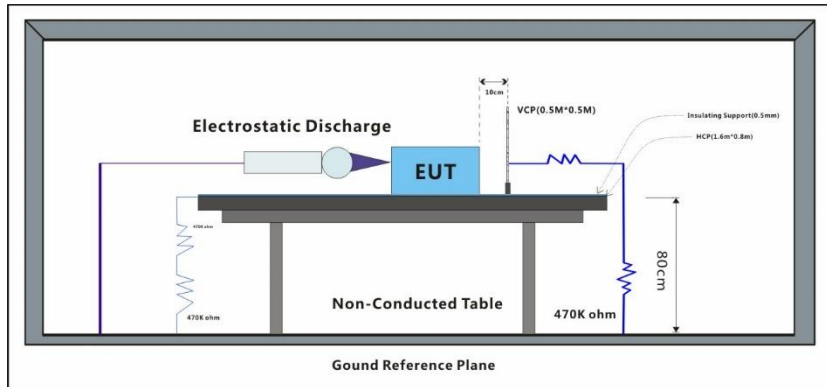 10cm
VCP(0.5M*0.5M)
Insulating Support(0.5mm)
Electrostatic Discharge
HCP(1.6m*0.8m)
EUT
470K ohm
80cm
Non-Conducted Table
470K ohm
470K ohm
Gound Reference Plane